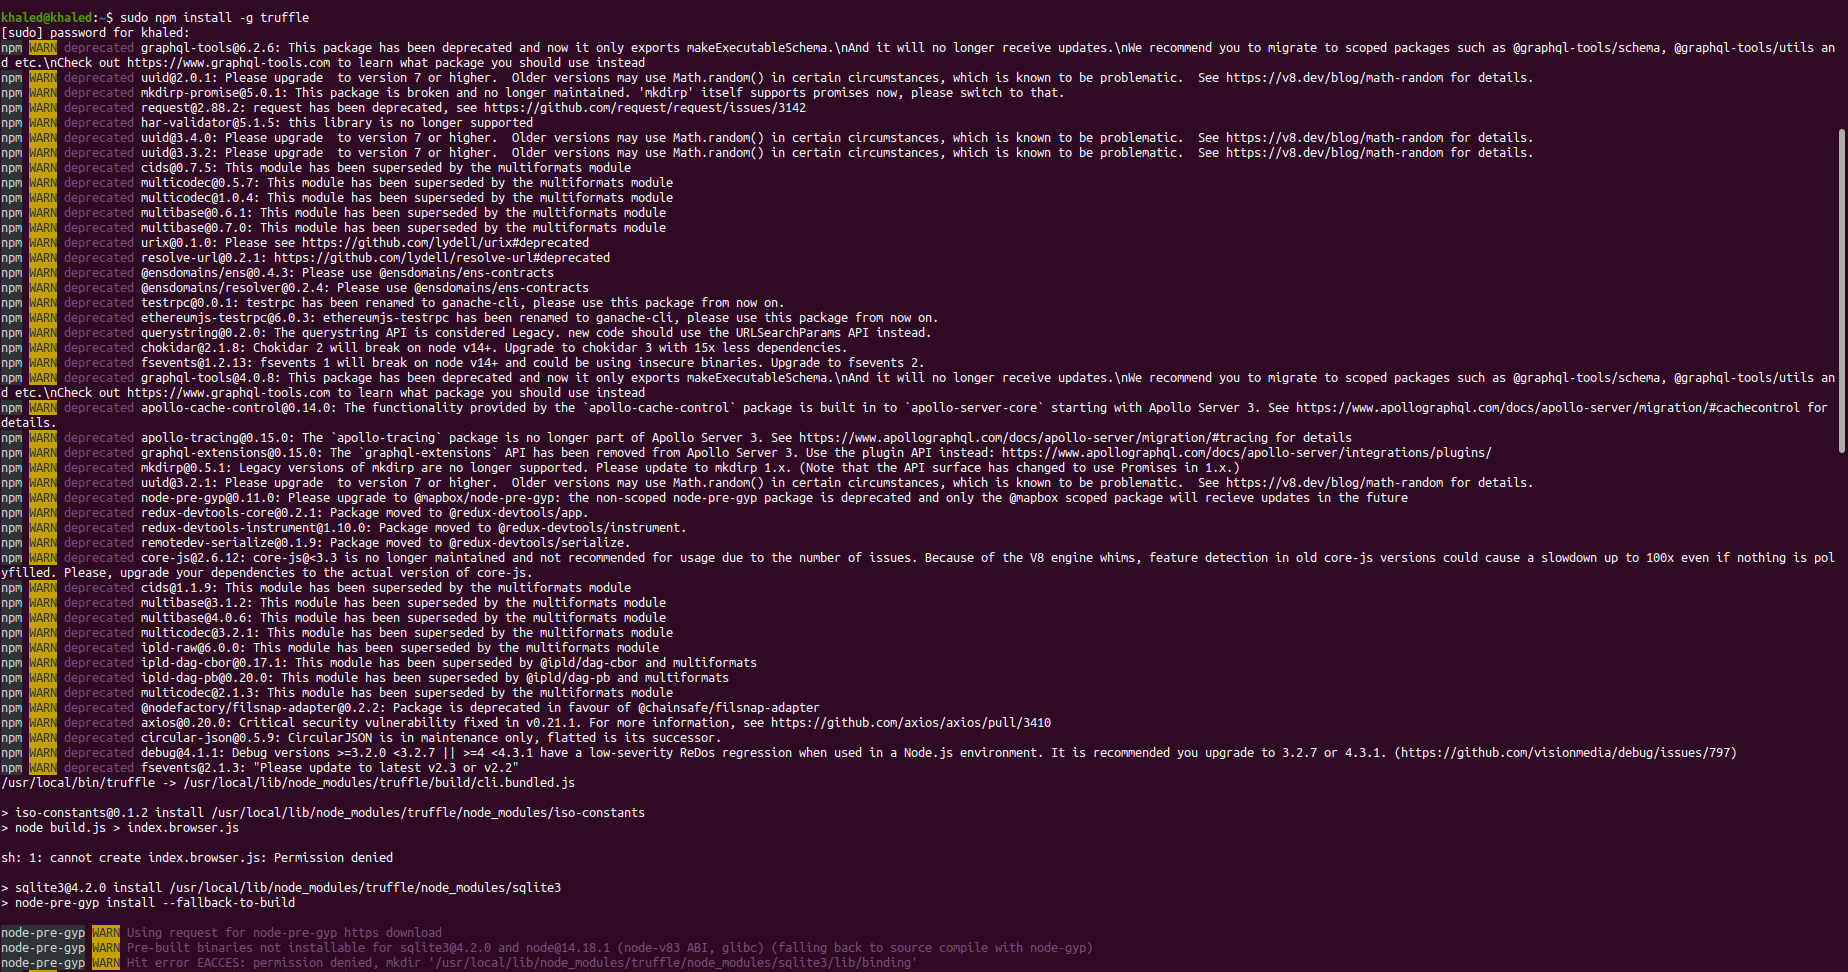 khaled@khaled:~$ sudo npm install -g truffle
[sudo] password for khaled:
npm WARN deprecated graphql-tools@6.2.6: This package has been deprecated and now it only exports makeExecutableSchema.\nAnd it will no longer receive updates.\nWe recommend you to migrate to scoped packages such as @graphql-tools/schema, @graphql-tools/utils an
d etc.\nCheck out https://www.graphql-tools.com to learn what package you should use instead
npm WARN deprecated uuid@2.0.1: Please upgrade  to version 7 or higher.  Older versions may use Math.random() in certain circumstances, which is known to be problematic.  See https://v8.dev/blog/math-random for details.
npm WARN deprecated mkdirp-promise@5.0.1: This package is broken and no longer maintained. 'mkdirp' itself supports promises now, please switch to that.
npm WARN deprecated request@2.88.2: request has been deprecated, see https://github.com/request/request/issues/3142
npm WARN deprecated har-validator@5.1.5: this library is no longer supported
npm WARN deprecated uuid@3.4.0: Please upgrade  to version 7 or higher.  Older versions may use Math.random() in certain circumstances, which is known to be problematic.  See https://v8.dev/blog/math-random for details.
npm WARN deprecated uuid@3.3.2: Please upgrade  to version 7 or higher.  Older versions may use Math.random() in certain circumstances, which is known to be problematic.  See https://v8.dev/blog/math-random for details.
npm WARN deprecated cids@0.7.5: This module has been superseded by the multiformats module
npm WARN deprecated multicodec@0.5.7: This module has been superseded by the multiformats module
npm WARN deprecated multicodec@1.0.4: This module has been superseded by the multiformats module
npm WARN deprecated multibase@0.6.1: This module has been superseded by the multiformats module
npm WARN deprecated multibase@0.7.0: This module has been superseded by the multiformats module
npm WARN deprecated urix@0.1.0: Please see https://github.com/lydell/urix#deprecated
npm WARN deprecated resolve-url@0.2.1: https://github.com/lydell/resolve-url#deprecated
npm WARN deprecated @ensdomains/ens@0.4.3: Please use @ensdomains/ens-contracts
npm WARN deprecated @ensdomains/resolver@0.2.4: Please use @ensdomains/ens-contracts
npm WARN deprecated testrpc@0.0.1: testrpc has been renamed to ganache-cli, please use this package from now on.
npm WARN deprecated ethereumjs-testrpc@6.0.3: ethereumjs-testrpc has been renamed to ganache-cli, please use this package from now on.
npm WARN deprecated querystring@0.2.0: The querystring API is considered Legacy. new code should use the URLSearchParams API instead.
npm WARN deprecated chokidar@2.1.8: Chokidar 2 will break on node v14+. Upgrade to chokidar 3 with 15x less dependencies.
npm WARN deprecated fsevents@1.2.13: fsevents 1 will break on node v14+ and could be using insecure binaries. Upgrade to fsevents 2.
npm WARN deprecated graphql-tools@4.0.8: This package has been deprecated and now it only exports makeExecutableSchema.\nAnd it will no longer receive updates.\nWe recommend you to migrate to scoped packages such as @graphql-tools/schema, @graphql-tools/utils an
d etc.\nCheck out https://www.graphql-tools.com to learn what package you should use instead
npm WARN deprecated apollo-cache-control@0.14.0: The functionality provided by the `apollo-cache-control` package is built in to `apollo-server-core` starting with Apollo Server 3. See https://www.apollographql.com/docs/apollo-server/migration/#cachecontrol for
details.
npm WARN deprecated apollo-tracing@0.15.0: The `apollo-tracing` package is no longer part of Apollo Server 3. See https://www.apollographql.com/docs/apollo-server/migration/#tracing for details
npm WARN deprecated graphql-extensions@0.15.0: The `graphql-extensions` API has been removed from Apollo Server 3. Use the plugin API instead: https://www.apollographql.com/docs/apollo-server/integrations/plugins/
npm WARN deprecated mkdirp@0.5.1: Legacy versions of mkdirp are no longer supported. Please update to mkdirp 1.x. (Note that the API surface has changed to use Promises in 1.x.)
npm WARN deprecated uuid@3.2.1: Please upgrade  to version 7 or higher.  Older versions may use Math.random() in certain circumstances, which is known to be problematic.  See https://v8.dev/blog/math-random for details.
npm WARN deprecated node-pre-gyp@0.11.0: Please upgrade to @mapbox/node-pre-gyp: the non-scoped node-pre-gyp package is deprecated and only the @mapbox scoped package will recieve updates in the future
npm WARN deprecated redux-devtools-core@0.2.1: Package moved to @redux-devtools/app.
npm WARN deprecated redux-devtools-instrument@1.10.0: Package moved to @redux-devtools/instrument.
npm WARN deprecated remotedev-serialize@0.1.9: Package moved to @redux-devtools/serialize.
npm WARN deprecated core-js@2.6.12: core-js@<3.3 is no longer maintained and not recommended for usage due to the number of issues. Because of the V8 engine whims, feature detection in old core-js versions could cause a slowdown up to 100x even if nothing is pol
yfilled. Please, upgrade your dependencies to the actual version of core-js.
npm WARN deprecated cids@1.1.9: This module has been superseded by the multiformats module
npm WARN deprecated multibase@3.1.2: This module has been superseded by the multiformats module
npm WARN deprecated multibase@4.0.6: This module has been superseded by the multiformats module
npm WARN deprecated multicodec@3.2.1: This module has been superseded by the multiformats module
npm WARN deprecated ipld-raw@6.0.0: This module has been superseded by the multiformats module
npm WARN deprecated ipld-dag-cbor@0.17.1: This module has been superseded by @ipld/dag-cbor and multiformats
npm WARN deprecated ipld-dag-pb@0.20.0: This module has been superseded by @ipld/dag-pb and multiformats
npm WARN deprecated multicodec@2.1.3: This module has been superseded by the multiformats module
npm WARN deprecated @nodefactory/filsnap-adapter@0.2.2: Package is deprecated in favour of @chainsafe/filsnap-adapter
npm WARN deprecated axios@0.20.0: Critical security vulnerability fixed in v0.21.1. For more information, see https://github.com/axios/axios/pull/3410
npm WARN deprecated circular-json@0.5.9: CircularJSON is in maintenance only, flatted is its successor.
npm WARN deprecated debug@4.1.1: Debug versions >=3.2.0 <3.2.7 || >=4 <4.3.1 have a low-severity ReDos regression when used in a Node.js environment. It is recommended you upgrade to 3.2.7 or 4.3.1. (https://github.com/visionmedia/debug/issues/797)
npm WARN deprecated fsevents@2.1.3: "Please update to latest v2.3 or v2.2"
/usr/local/bin/truffle -> /usr/local/lib/node_modules/truffle/build/cli.bundled.js
> iso-constants@0.1.2 install /usr/local/lib/node_modules/truffle/node_modules/iso-constants
> node build.js > index.browser.js
sh: 1: cannot create index.browser.js: Permission denied
> sqlite3@4.2.0 install /usr/local/lib/node_modules/truffle/node_modules/sqlite3
> node-pre-gyp install --fallback-to-build
node-pre-gyp WARN Using request for node-pre-gyp https download
node-pre-gyp WARN Pre-built binaries not installable for sqlite3@4.2.0 and node@14.18.1 (node-v83 ABI, glibc) (falling back to source compile with node-gyp)
node-pre-gyp WARN Hit error EACCES: permission denied, mkdir '/usr/local/lib/node_modules/truffle/node_modules/sqlite3/lib/binding'